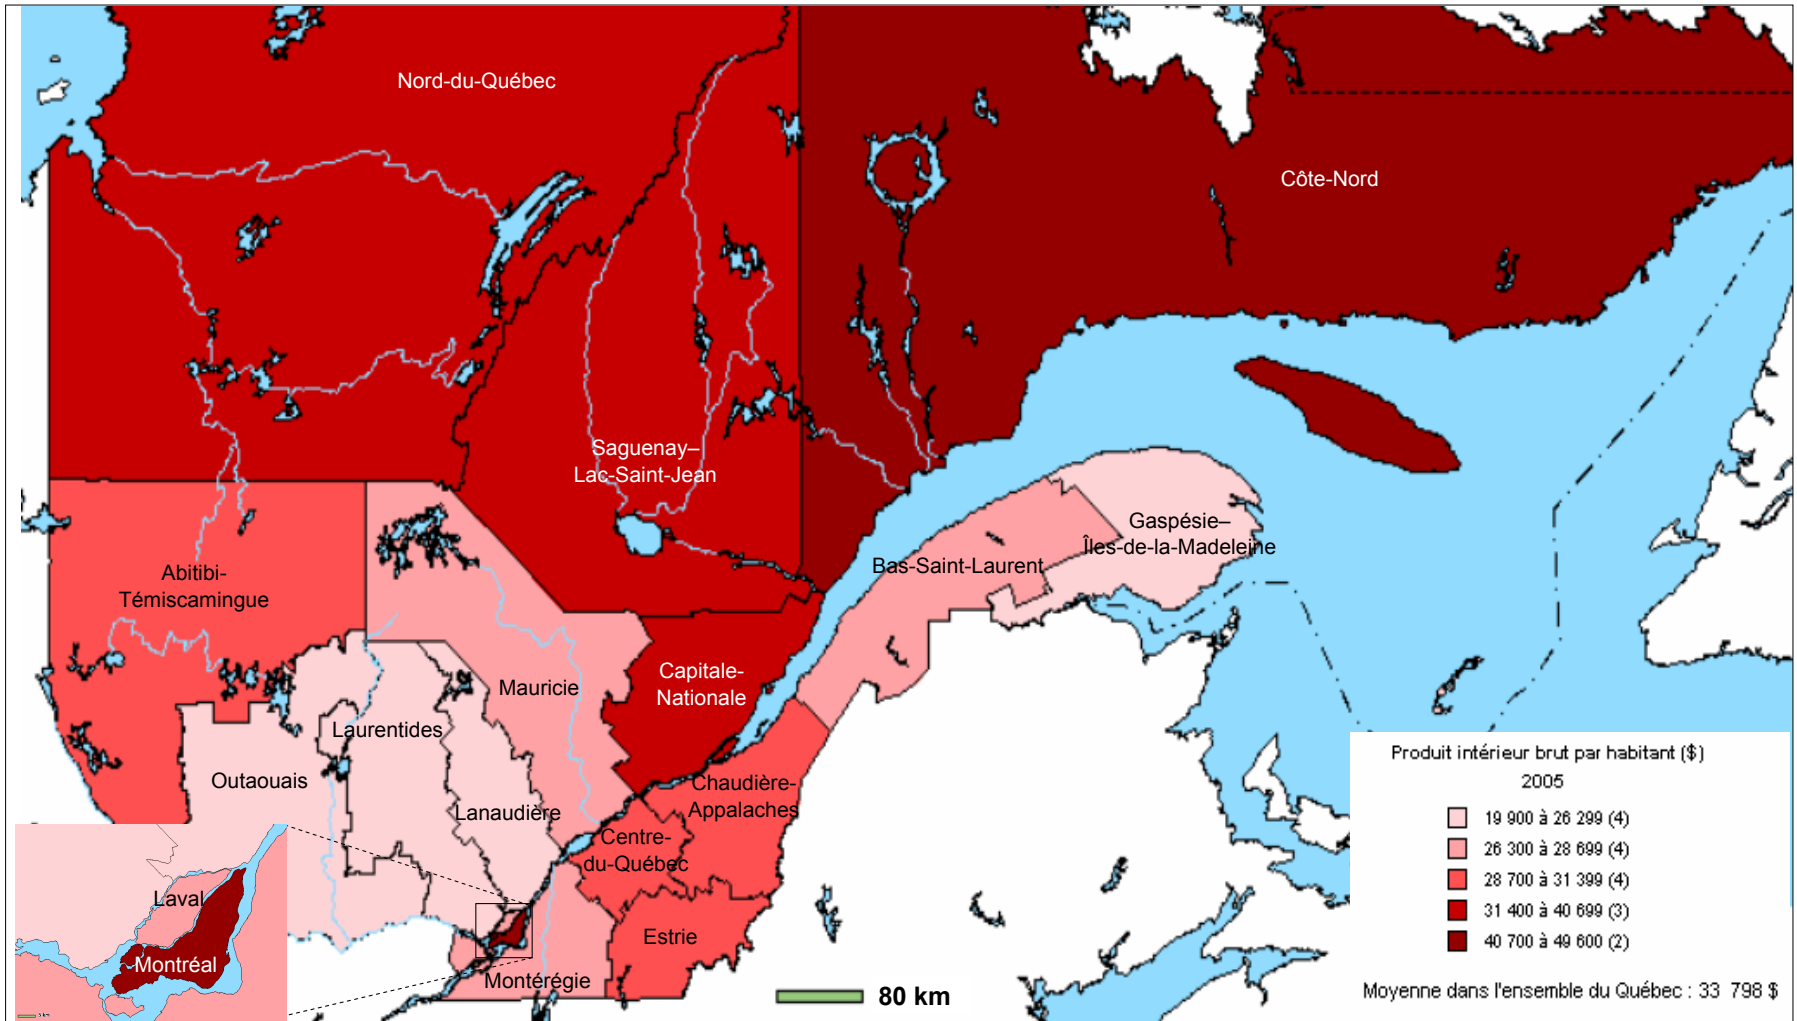 Nord-du-Québec
Côte-Nord
Saguenay–
Lac-Saint-Jean
Gaspésie–
Îles-de-la-Madeleine
Bas-Saint-Laurent
Abitibi-
Témiscamingue
Capitale-
Nationale
Mauricie
Laurentides
Outaouais
Lanaudière
Chaudière-
Appalaches
Centre-
du-Québec
Estrie
Montérégie
Laval
Montréal
80 km
Produit intérieur brut par habitant ($)
2005
19 900 à 26 299 (4)
26 300 à 28 699 (4)
28 700 à 31 399 (4)
31 400 à 40 699 (3)
40 700 à 49 600 (2)
Moyenne dans l'ensemble du Québec : 33 798 $